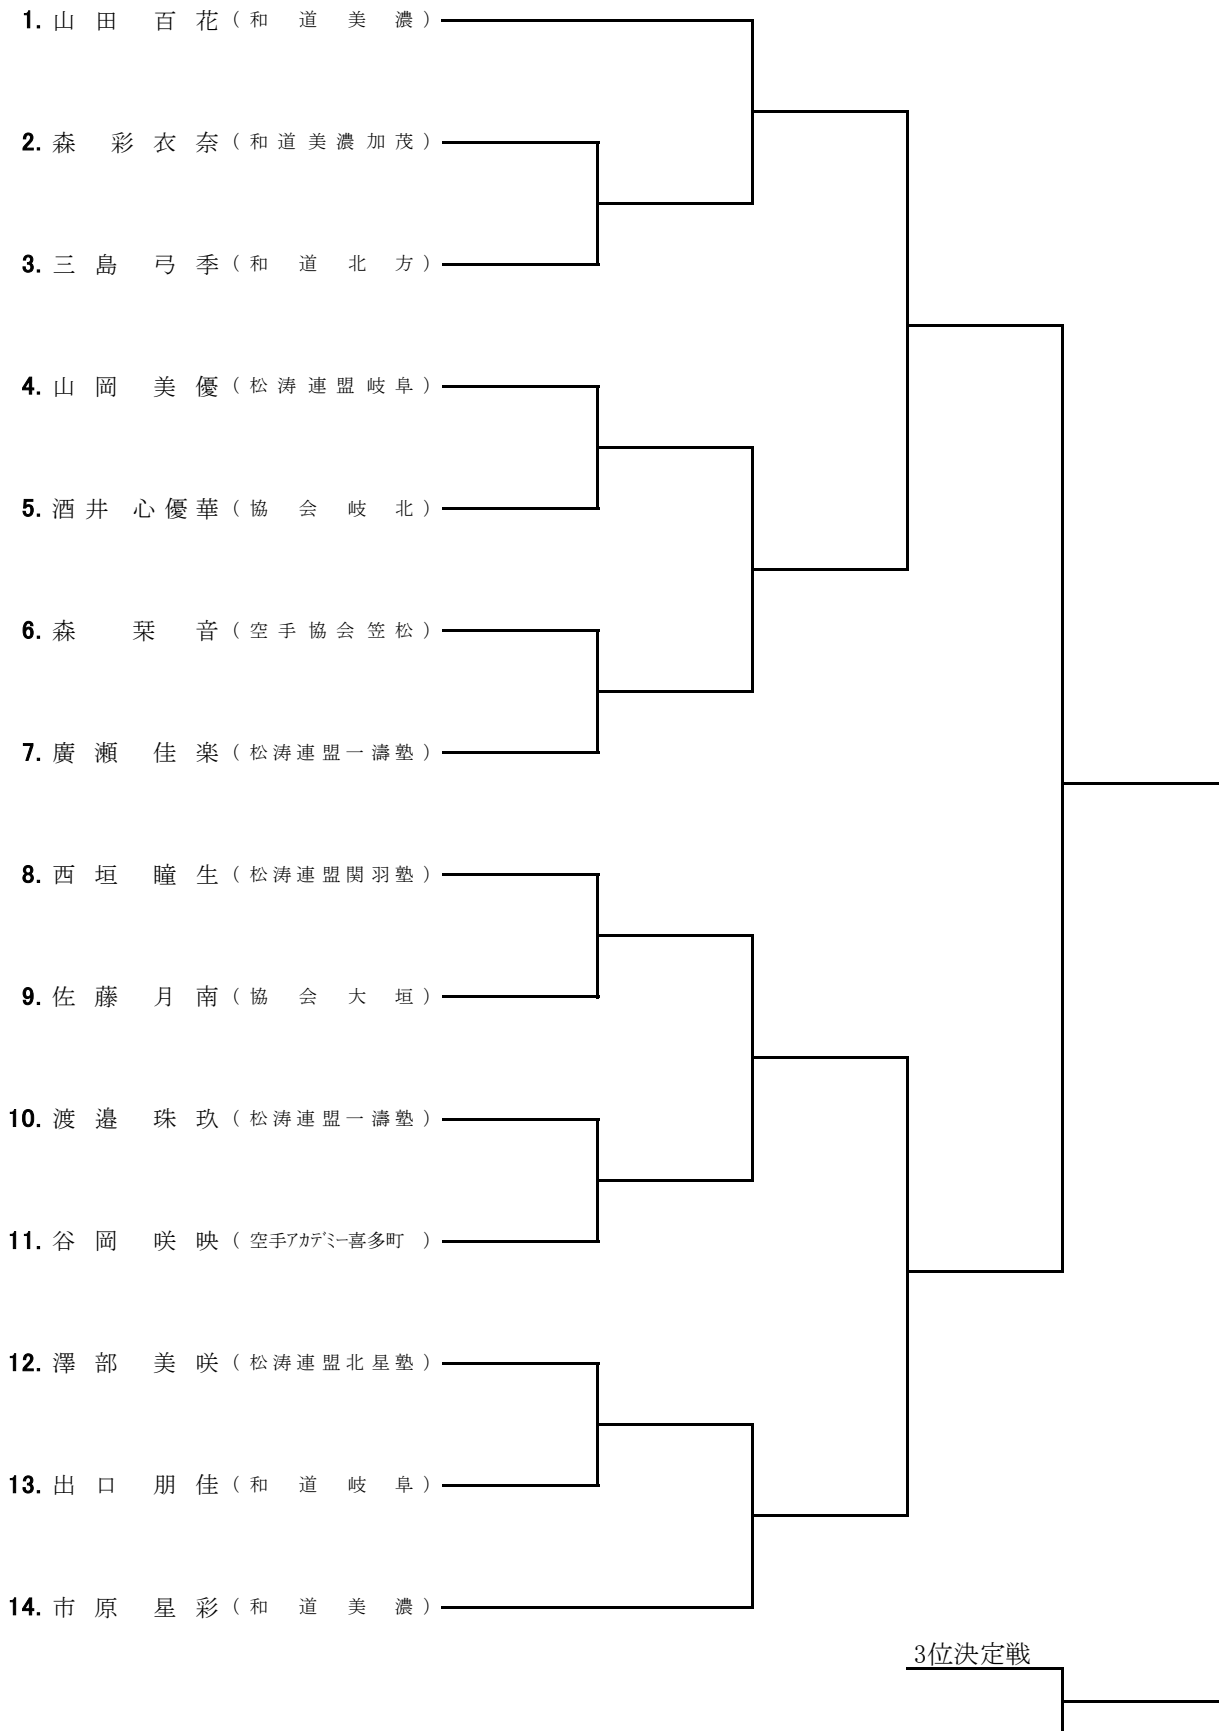 1. 山田 百花 (和道美濃)
2. 森 彩衣奈 (和道美濃加茂)
3. 三島 弓季 (和道北方)
4. 山岡 美優 (松涛連盟岐阜)
5. 酒井 心優華 (協会岐北)
6. 森 栞音 (空手協会笠松)
7. 廣瀬 佳楽 (松涛連盟一濤塾)
8. 西垣 瞳生 (松涛連盟関羽塾)
9. 佐藤 月南 (協会大垣)
10. 渡邉 珠玖 (松涛連盟一濤塾)
11. 谷岡 咲映 (空手ｱｶﾃﾞﾐｰ喜多町)
12. 澤部 美咲 (松涛連盟北星塾)
13. 出口 朋佳 (和道岐阜)
14. 市原 星彩 (和道美濃)
3位決定戦